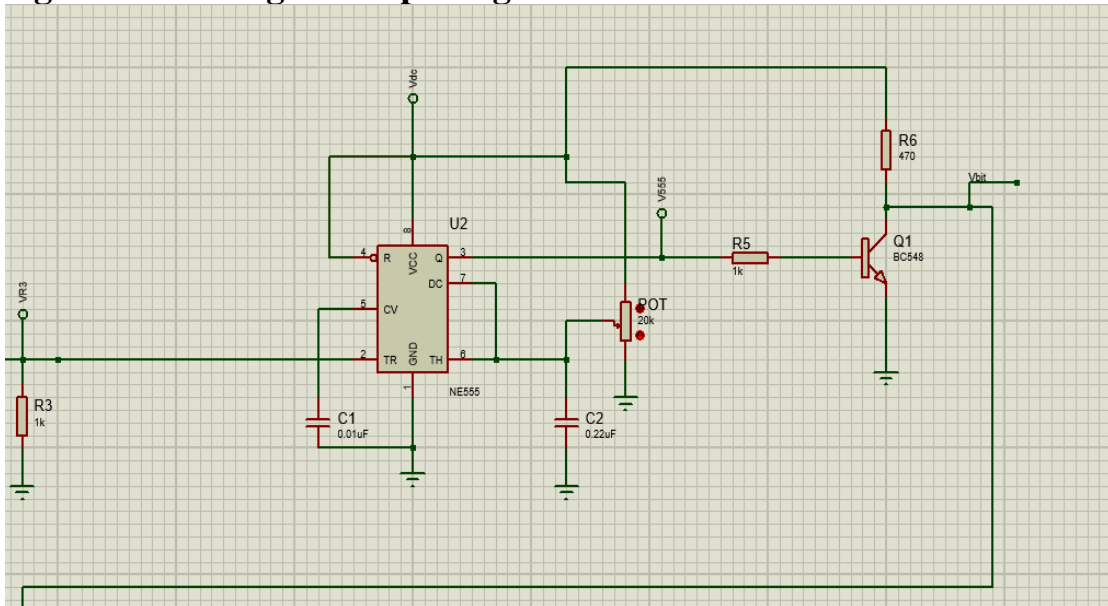 Vdc
R6
470
Vbit
V555
U2
8
4
R
VCC
Q
3
R5
1k
Q1
BC548
DC
7
VR3
5
CV
POT
20k
2
TR
GND
TH
6
1
NE555
R3
1k
C1
0.01uF
C2
0.22uF